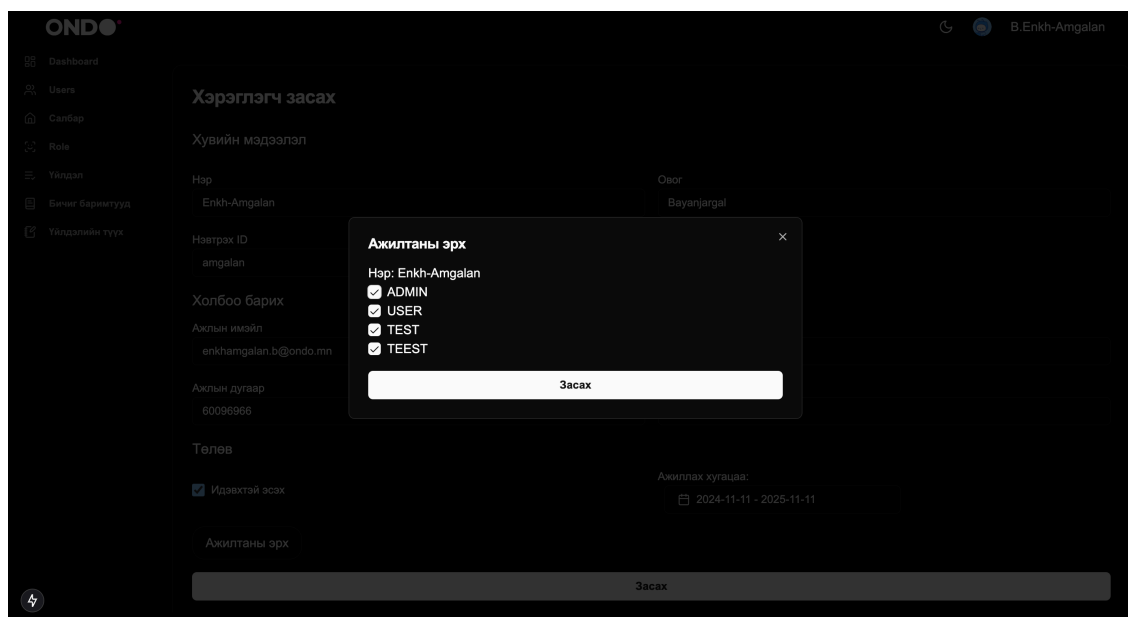 ONDO
B.Enkh-Amgalan
Dashboard
Users
Салбар
Role
Үйлдал
Бичиг баримтууд
Үйлдэлийн түүх
Хэрэглэгч засах
Хувийн мэдээлэл
Нэр
Овог
Enkh-Amgalan
Bayanjargal
Нэвтрэх ID
amgalan
Холбоо барих
Ажлын имэйл
enkhamgalan.b@ondo.mn
Ажлын дугаар
60096966
Төлөв
Идэвхтэй эсэх
Ажиллах хугацаа:
2024-11-11 - 2025-11-11
Ажилтаны эрх
Засах
Ажилтаны эрх
Нэр: Enkh-Amgalan
ADMIN
USER
TEST
TEEST
Засах